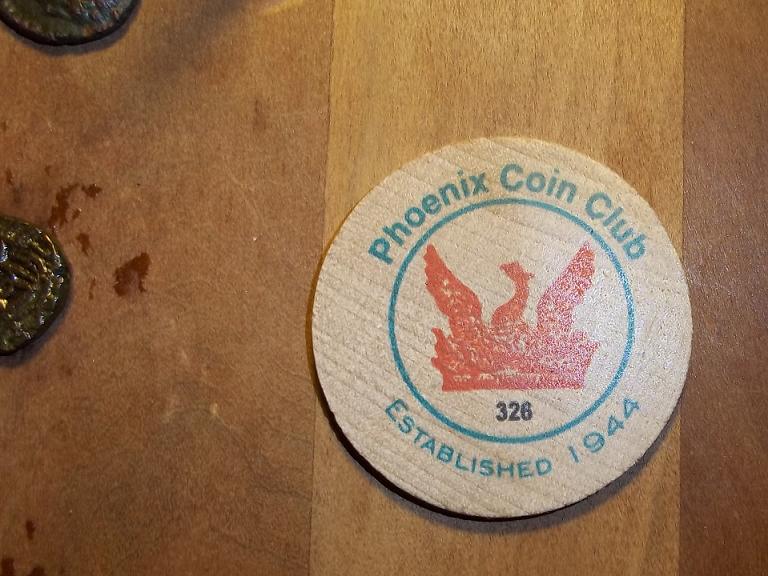 Phoenix Coin Club
326
ESTABLISHED 1944